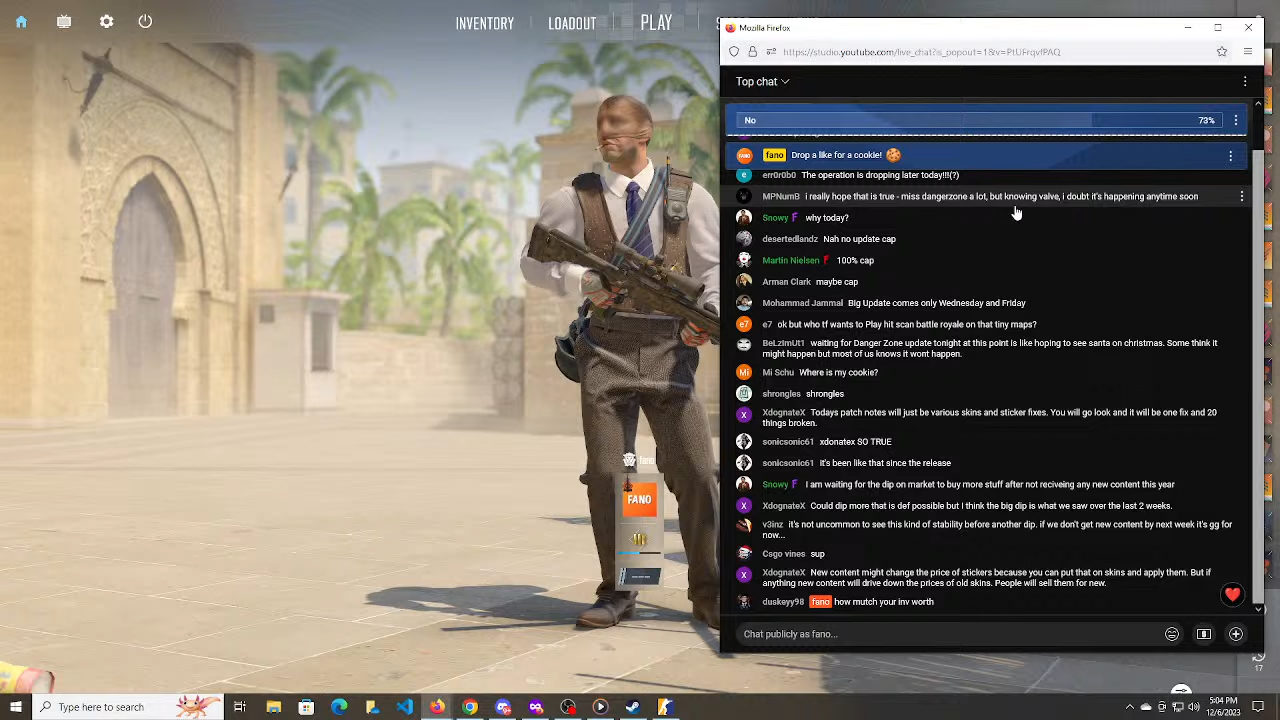 INVENTORY
LOADOUT
PLAY
Mozilla Firefox
https://studio.youtube.com/live_chat?is_popout=1&v=PtUFrqvfPAQ
Top chat
No 73%
FANO fano Drop a like for a cookie! 🍪
e err0r0b0 The operation is dropping later today!!!(?)
MPNumB i really hope that is true - miss dangerzone a lot, but knowing valve, i doubt it's happening anytime soon
Snowy why today?
desertedlandz Nah no update cap
Martin Nielsen 100% cap
Arman Clark maybe cap
Mohammad Jammal Big Update comes only Wednesday and Friday
e7 e7 ok but who tf wants to Play hit scan battle royale on that tiny maps?
BeLzImUt1 waiting for Danger Zone update tonight at this point is like hoping to see santa on christmas. Some think it
might happen but most of us knows it wont happen.
Mi Mi Schu Where is my cookie?
shrongles shrongles
X XdognateX Todays patch notes will just be various skins and sticker fixes. You will go look and it will be one fix and 20
things broken.
sonicsonic61 xdonatex SO TRUE
sonicsonic61 it's been like that since the release
Snowy I am waiting for the dip on market to buy more stuff after not reciveing any new content this year
X XdognateX Could dip more that is def possible but I think the big dip is what we saw over the last 2 weeks.
v3inz it's not uncommon to see this kind of stability before another dip. if we don't get new content by next week it's gg for
now...
Csgo vines sup
X XdognateX New content might change the price of stickers because you can put that on skins and apply them. But if
anything new content will drive down the prices of old skins. People will sell them for new.
duskeyy98 fano how mutch your inv worth
Chat publicly as fano...
fano
FANO
17
Type here to search
5:04 PM
12/6/2023